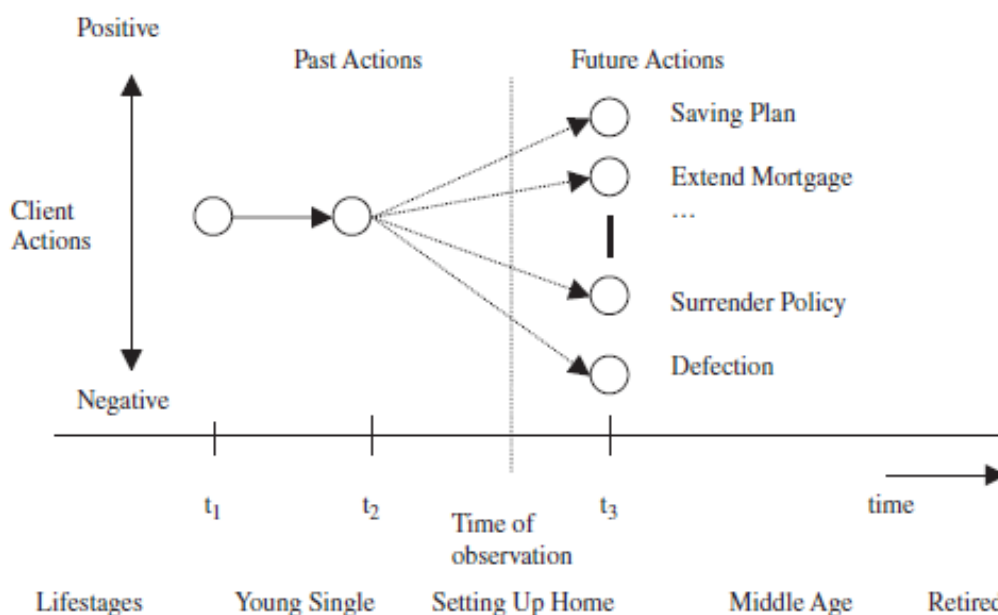 Positive
Past Actions
Future Actions
Saving Plan
Extend Mortgage
...
Client
Actions
Surrender Policy
Defection
Negative
t₁
t₂
Time of
observation
t₃
time
Lifestages
Young Single
Setting Up Home
Middle Age
Retired